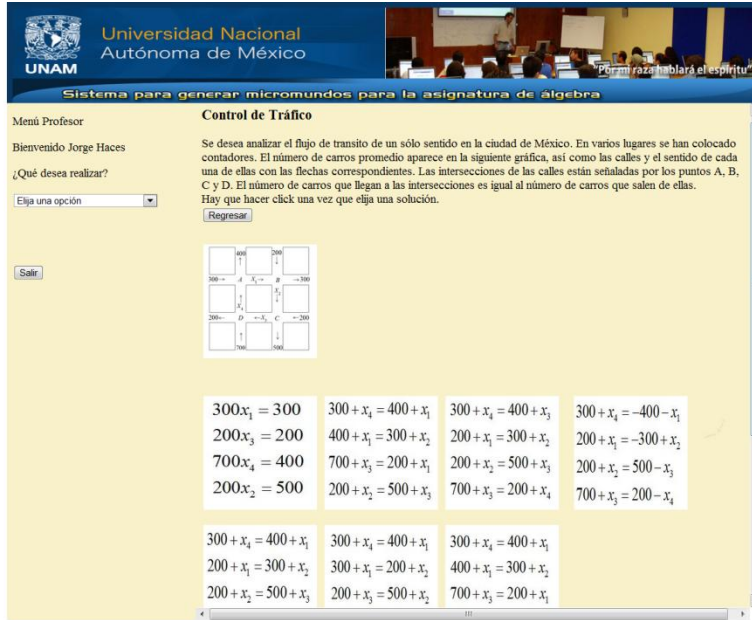 Universidad Nacional
Autónoma de México
UNAM
"Por mi raza hablará el espíritu"
Sistema para generar micromundos para la asignatura de álgebra
Menú Profesor
Bienvenido Jorge Haces
¿Qué desea realizar?
Elija una opción
Salir
Control de Tráfico
Se desea analizar el flujo de transito de un sólo sentido en la ciudad de México. En varios lugares se han colocado
contadores. El número de carros promedio aparece en la siguiente gráfica, así como las calles y el sentido de cada
una de ellas con las flechas correspondientes. Las intersecciones de las calles están señaladas por los puntos A, B,
C y D. El número de carros que llegan a las intersecciones es igual al número de carros que salen de ellas.
Hay que hacer click una vez que elija una solución.
Regresar
400 200
300→ A X₁→ B →300
X₄ X₂
200← D ←X₃ C ←200
700 500
300x₁ = 300
200x₃ = 200
700x₄ = 400
200x₂ = 500
300 + x₄ = 400 + x₁
400 + x₁ = 300 + x₂
700 + x₃ = 200 + x₁
200 + x₂ = 500 + x₃
300 + x₄ = 400 + x₃
200 + x₁ = 300 + x₂
200 + x₂ = 500 + x₃
700 + x₃ = 200 + x₄
300 + x₄ = −400 − x₁
200 + x₁ = −300 + x₂
200 + x₂ = 500 − x₃
700 + x₃ = 200 − x₄
300 + x₄ = 400 + x₁
200 + x₁ = 300 + x₂
200 + x₂ = 500 + x₃
300 + x₄ = 400 + x₁
300 + x₁ = 200 + x₂
200 + x₃ = 500 + x₂
300 + x₄ = 400 + x₁
400 + x₁ = 300 + x₂
700 + x₃ = 200 + x₁